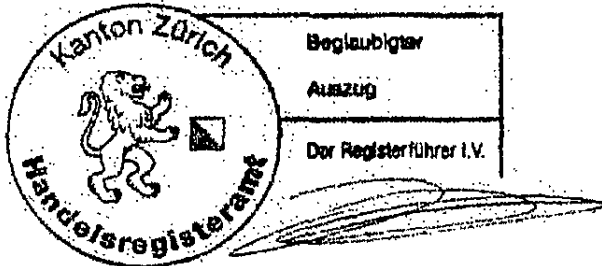 Kanton Zürich
Handelsregisteramt
Beglaubigter
Auszug
Der Registerführer i.V.